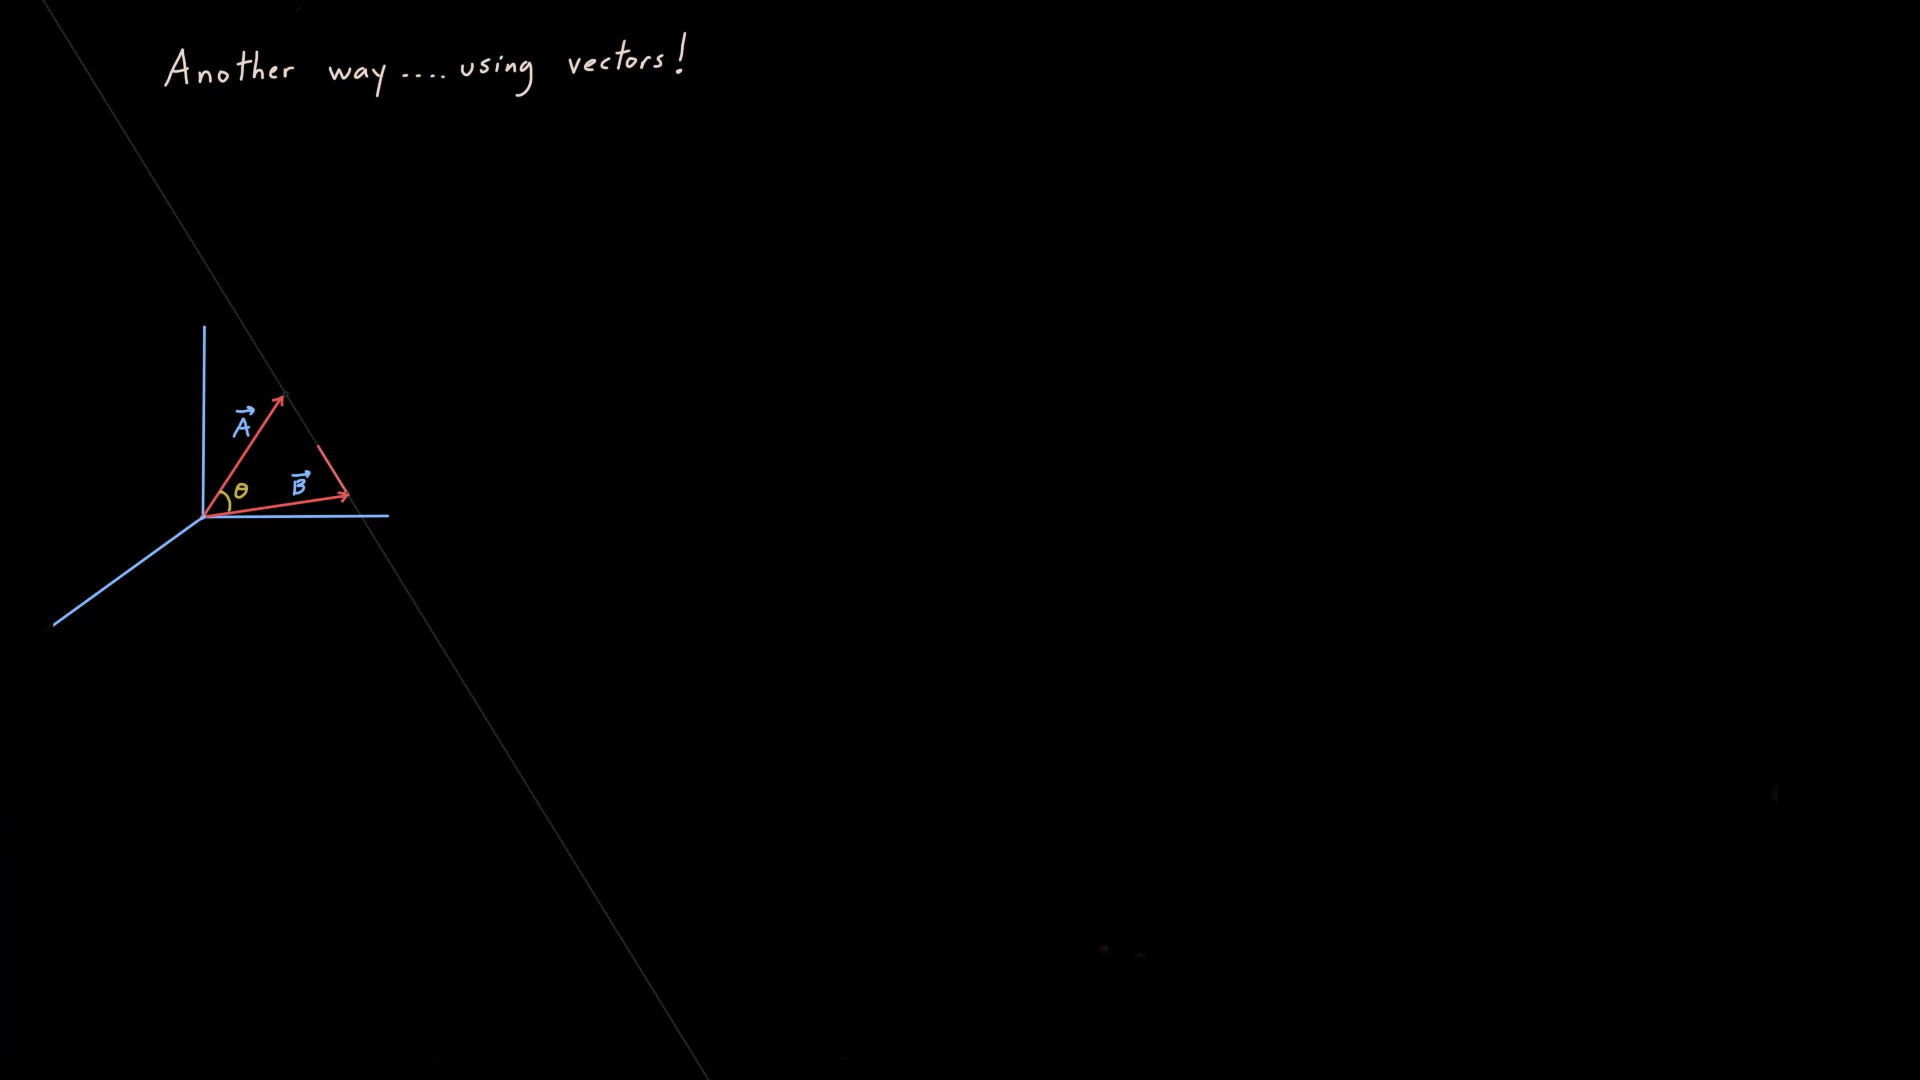 Another way .... using vectors!
A
B
θ